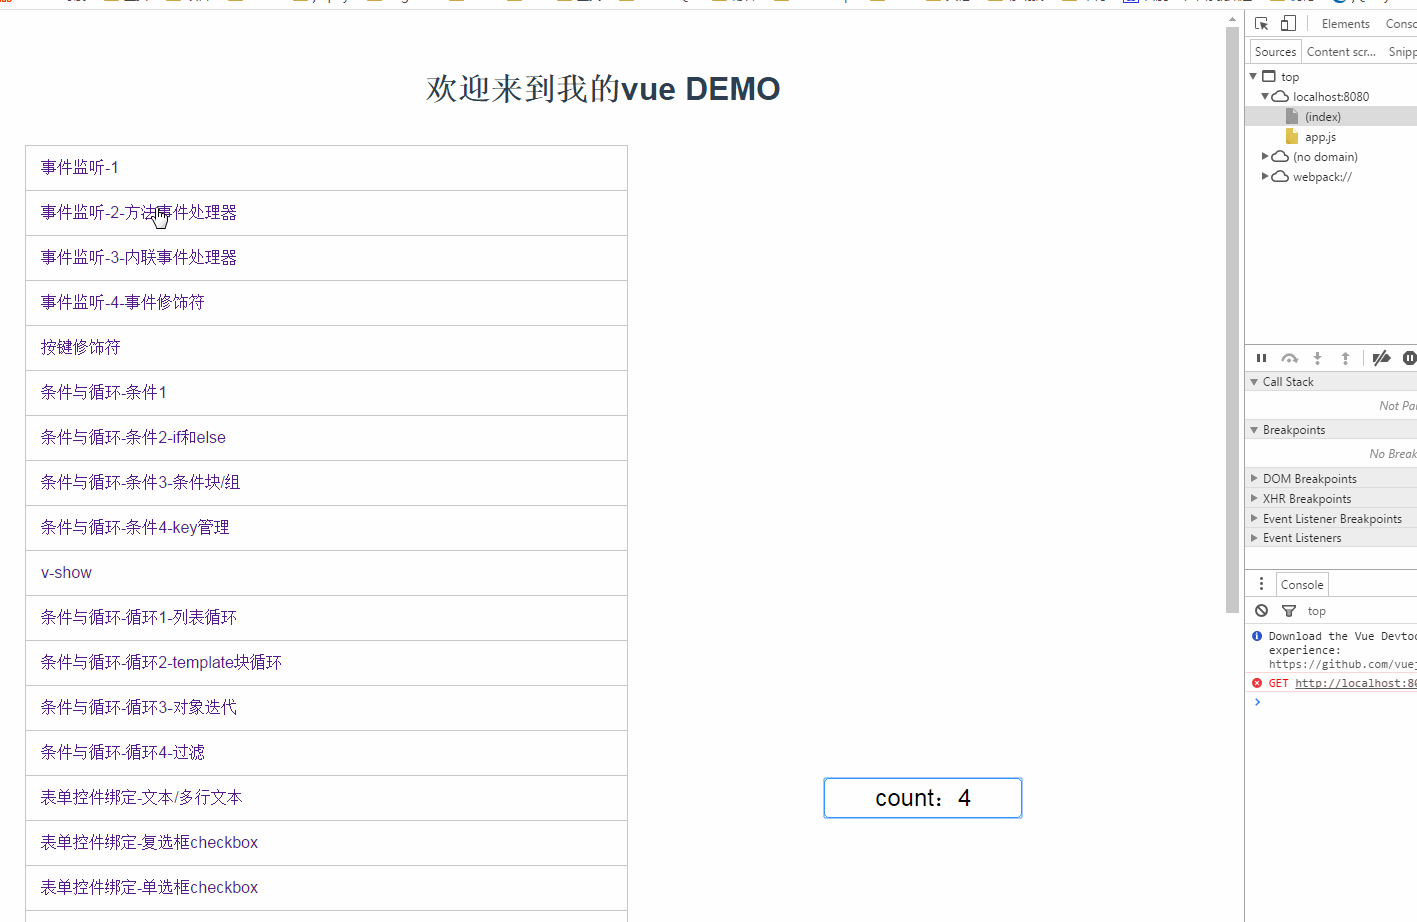 欢迎来到我的vue DEMO
事件监听-1
事件监听-2-方法事件处理器
事件监听-3-内联事件处理器
事件监听-4-事件修饰符
按键修饰符
条件与循环-条件1
条件与循环-条件2-if和else
条件与循环-条件3-条件块/组
条件与循环-条件4-key管理
v-show
条件与循环-循环1-列表循环
条件与循环-循环2-template块循环
条件与循环-循环3-对象迭代
条件与循环-循环4-过滤
表单控件绑定-文本/多行文本
表单控件绑定-复选框checkbox
表单控件绑定-单选框checkbox
count：4
Elements Conso
Sources Content scr... Snipp
top
localhost:8080
(index)
app.js
(no domain)
webpack://
Call Stack
Not Pau
Breakpoints
No Break
DOM Breakpoints
XHR Breakpoints
Event Listener Breakpoints
Event Listeners
Console
top
Download the Vue Devtoo
experience:
https://github.com/vuej
GET http://localhost:80